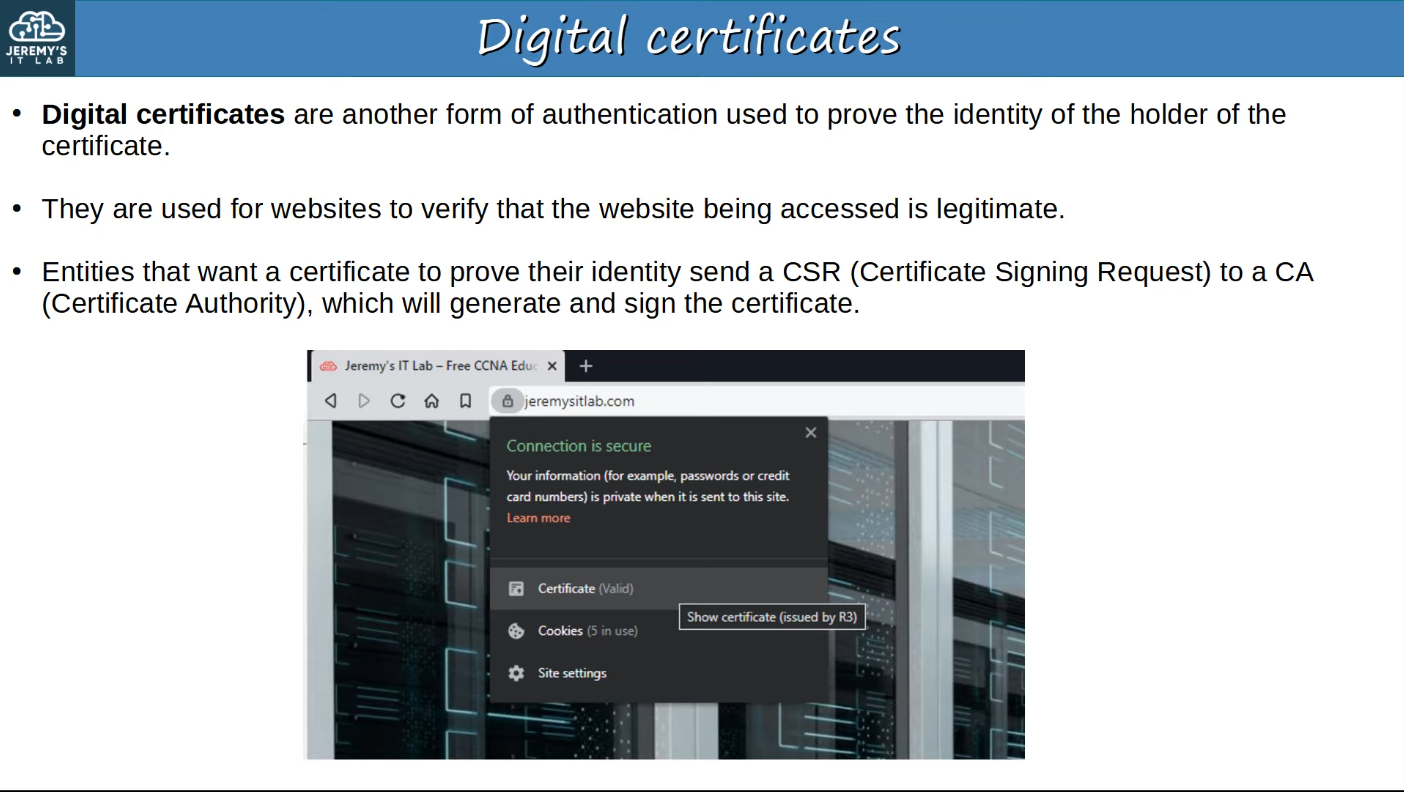 JEREMY'S
IT LAB
Digital certificates
• Digital certificates are another form of authentication used to prove the identity of the holder of the
certificate.
• They are used for websites to verify that the website being accessed is legitimate.
• Entities that want a certificate to prove their identity send a CSR (Certificate Signing Request) to a CA
(Certificate Authority), which will generate and sign the certificate.
Jeremy's IT Lab – Free CCNA Educ
jeremysitlab.com
Connection is secure
Your information (for example, passwords or credit
card numbers) is private when it is sent to this site.
Learn more
Certificate (Valid)
Show certificate (issued by R3)
Cookies (5 in use)
Site settings